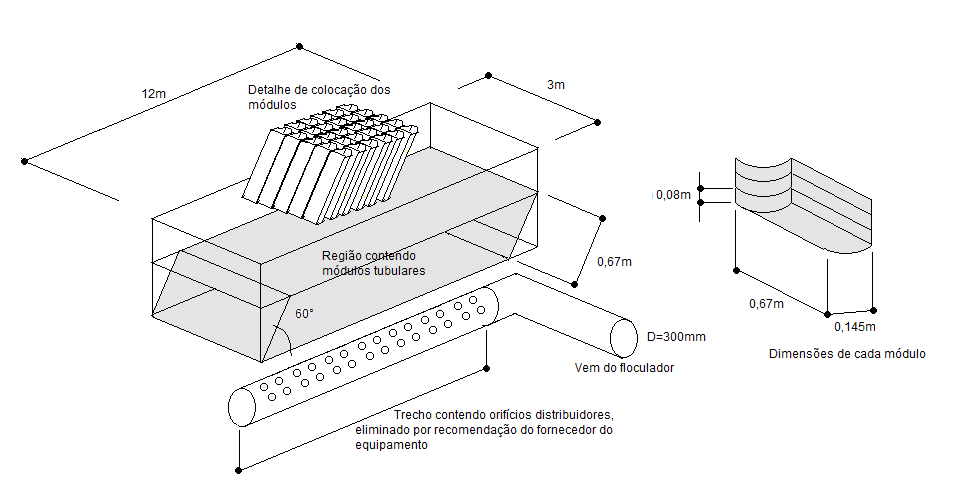 12m
Detalhe de colocação dos
módulos
3m
0,08m
Região contendo
módulos tubulares
0,67m
60°
0,67m
0,145m
D=300mm
Dimensões de cada módulo
Vem do floculador
Trecho contendo orifícios distribuidores,
eliminado por recomendação do fornecedor do
equipamento